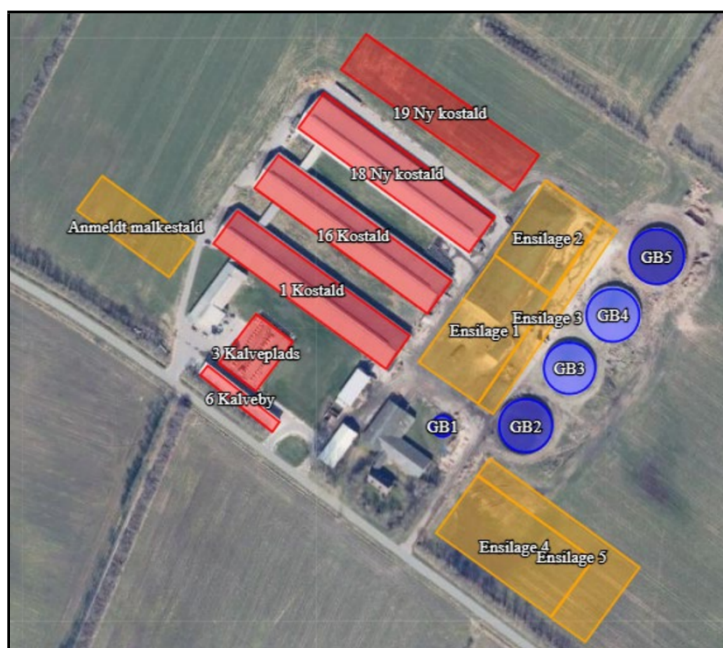 19 Ny kostald
18 Ny kostald
Anmeldt malkestald
16 Kostald
Ensilage 2
GB5
1 Kostald
Ensilage 3
GB4
Ensilage 1
3 Kalveplads
GB3
6 Kalveby
GB1
GB2
Ensilage 4
Ensilage 5